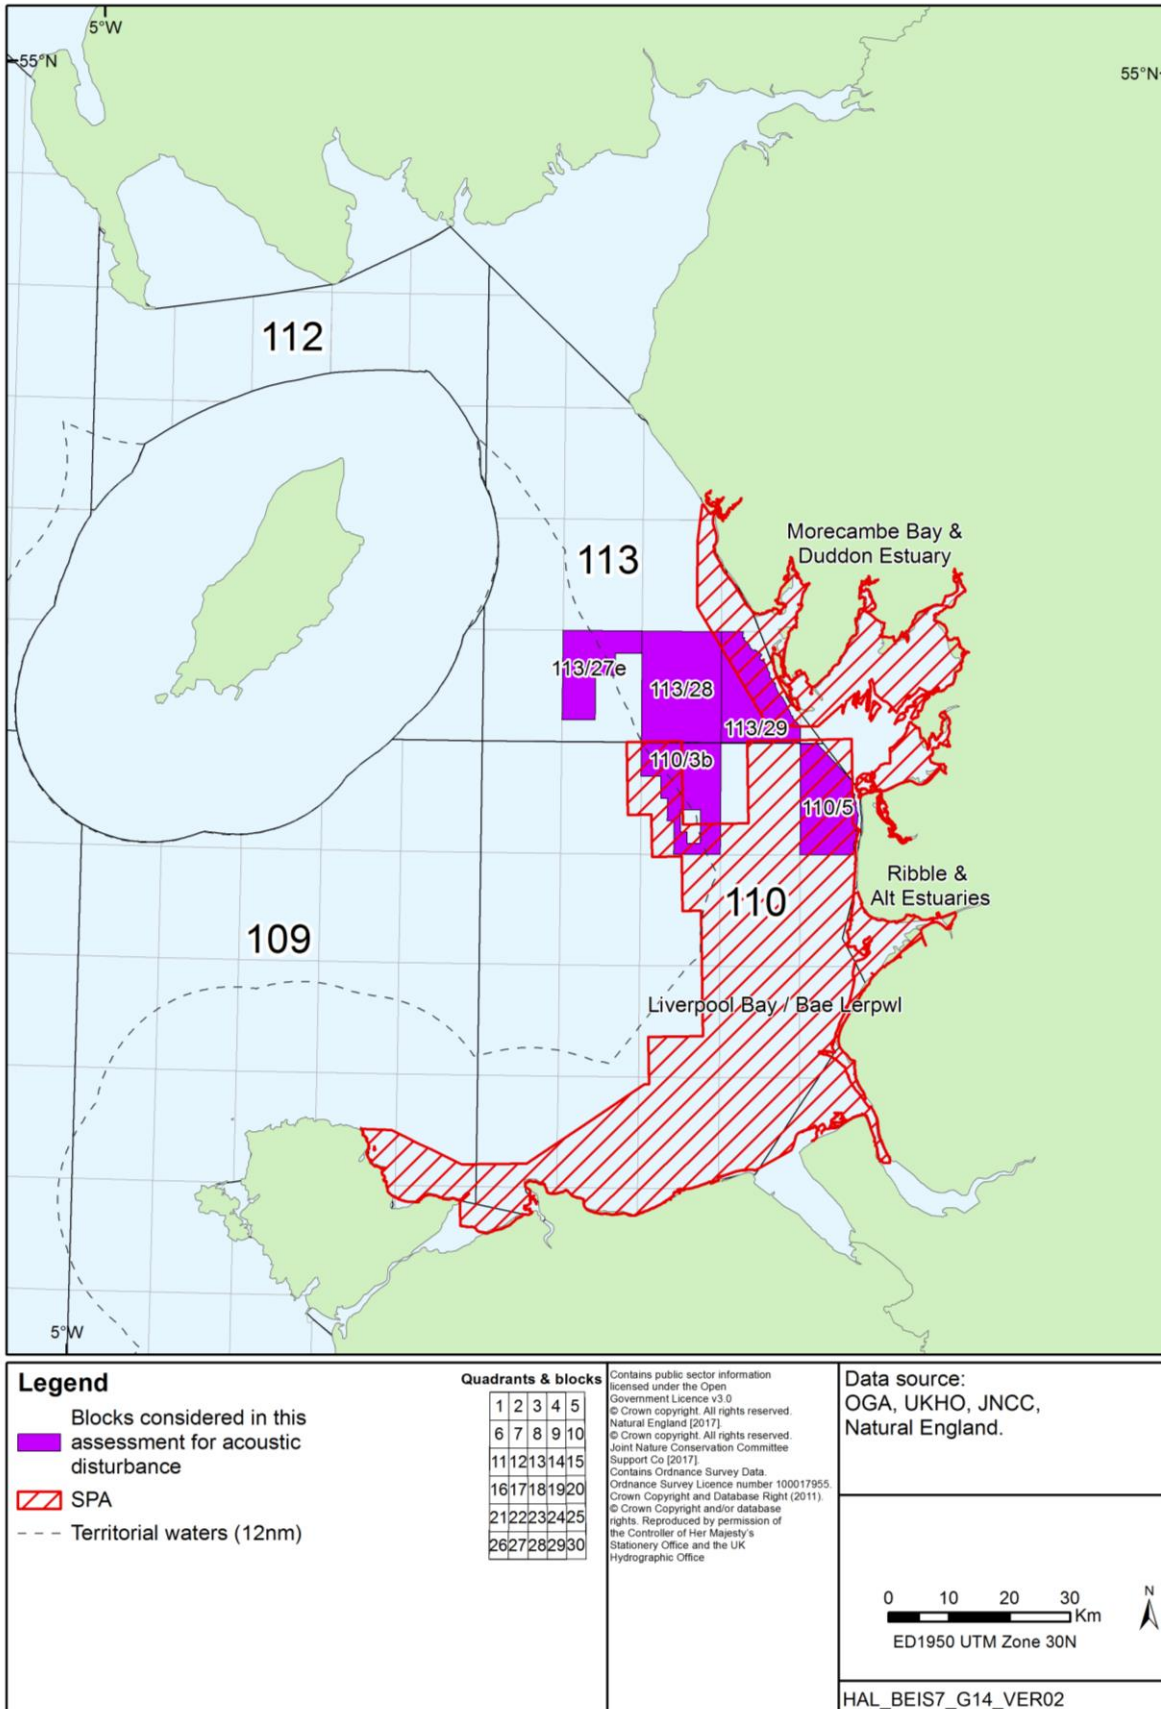 5°W
55°N
55°N
112
113
Morecambe Bay &
Duddon Estuary
113/27e
113/28
113/29
110/3b
110/5
Ribble &
Alt Estuaries
110
109
Liverpool Bay / Bae Lerpwl
5°W
Legend
Blocks considered in this
assessment for acoustic
disturbance
SPA
Territorial waters (12nm)
Quadrants & blocks
1 2 3 4 5
6 7 8 9 10
11 12 13 14 15
16 17 18 19 20
21 22 23 24 25
26 27 28 29 30
Contains public sector information
licensed under the Open
Government Licence v3.0
© Crown copyright. All rights reserved.
Natural England [2017].
© Crown copyright. All rights reserved.
Joint Nature Conservation Committee
Support Co [2017].
Contains Ordnance Survey Data.
Ordnance Survey Licence number 100017955.
Crown Copyright and Database Right (2011).
© Crown Copyright and/or database
rights. Reproduced by permission of
the Controller of Her Majesty's
Stationery Office and the UK
Hydrographic Office
Data source:
OGA, UKHO, JNCC,
Natural England.
0 10 20 30
Km
N
ED1950 UTM Zone 30N
HAL_BEIS7_G14_VER02